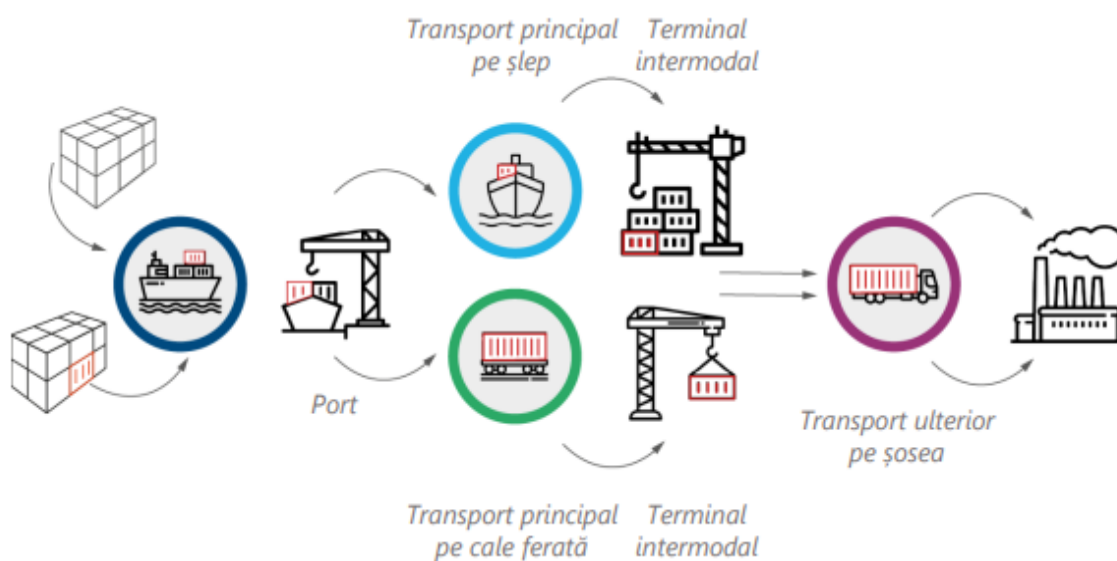 Transport principal
pe șlep
Terminal
intermodal
Port
Transport ulterior
pe șosea
Transport principal
pe cale ferată
Terminal
intermodal